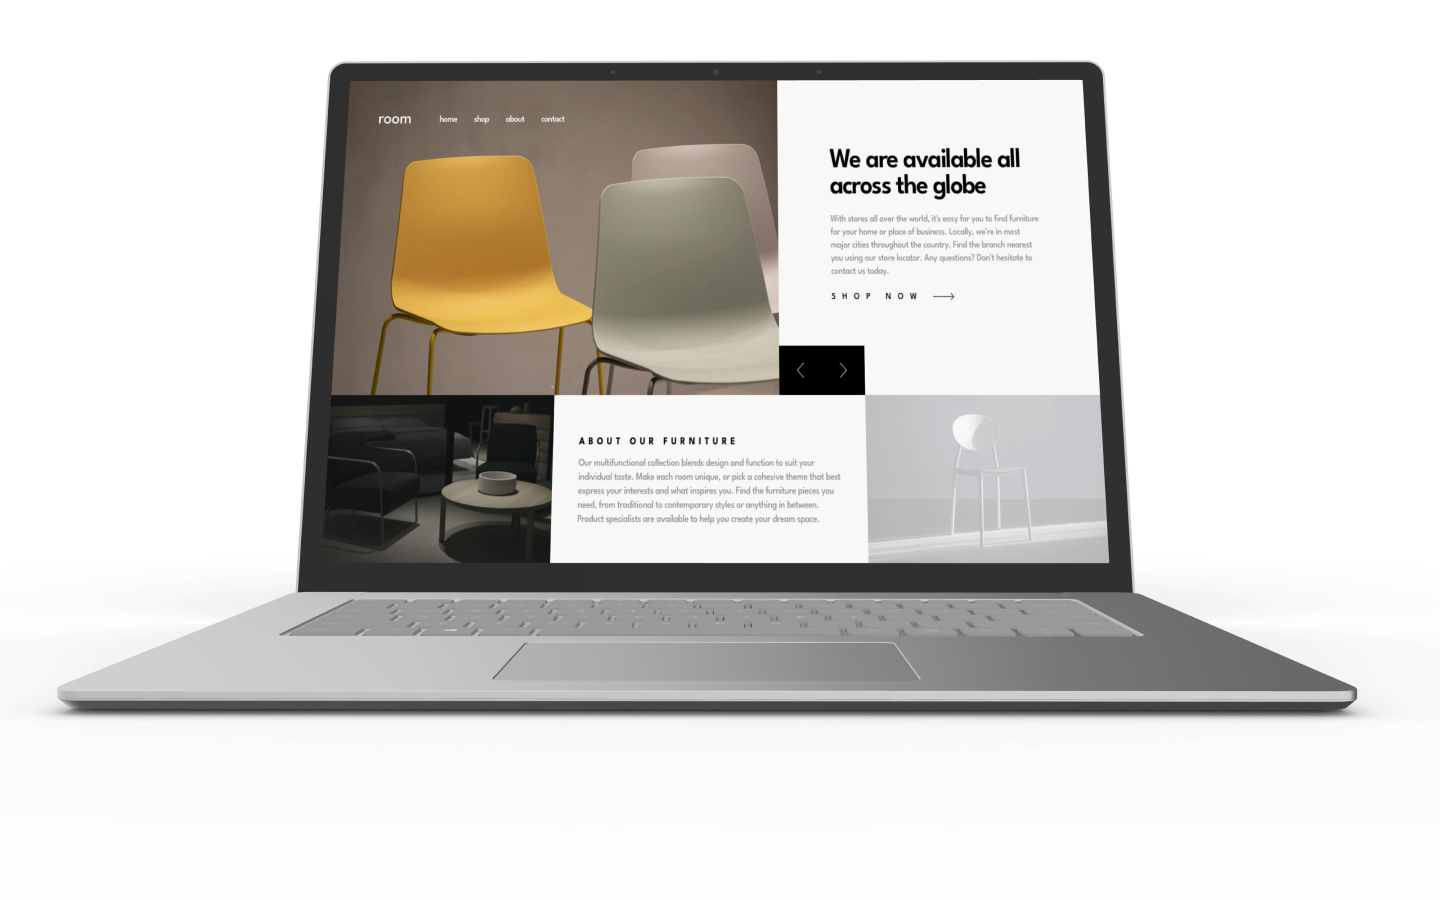 room
home shop about contact
We are available all
across the globe
With stores all over the world, it's easy for you to find furniture
for your home or place of business. Locally, we're in most
major cities throughout the country. Find the branch nearest
you using our store locator. Any questions? Don't hesitate to
contact us today.
SHOP NOW
ABOUT OUR FURNITURE
Our multifunctional collection blends design and function to suit your
individual taste. Make each room unique, or pick a cohesive theme that best
express your interests and what inspires you. Find the furniture pieces you
need, from traditional to contemporary styles or anything in between.
Product specialists are available to help you create your dream space.